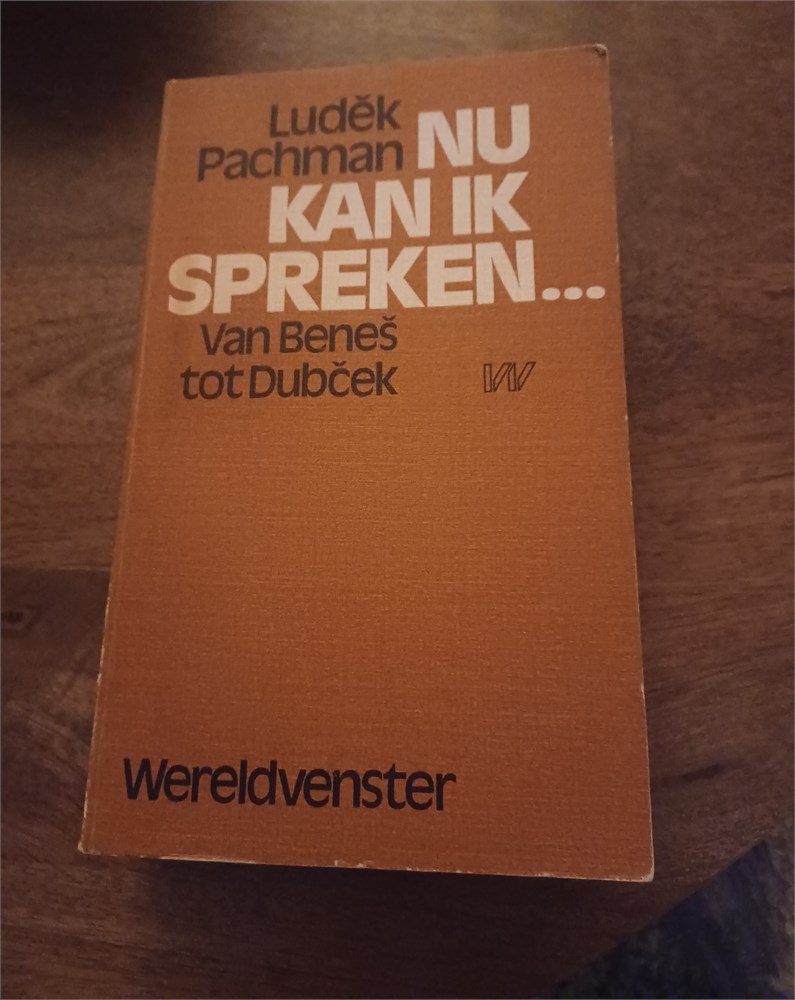 Luděk
Pachman NU
KAN IK
SPREKEN...
Van Beneš
tot Dubček
Wereldvenster